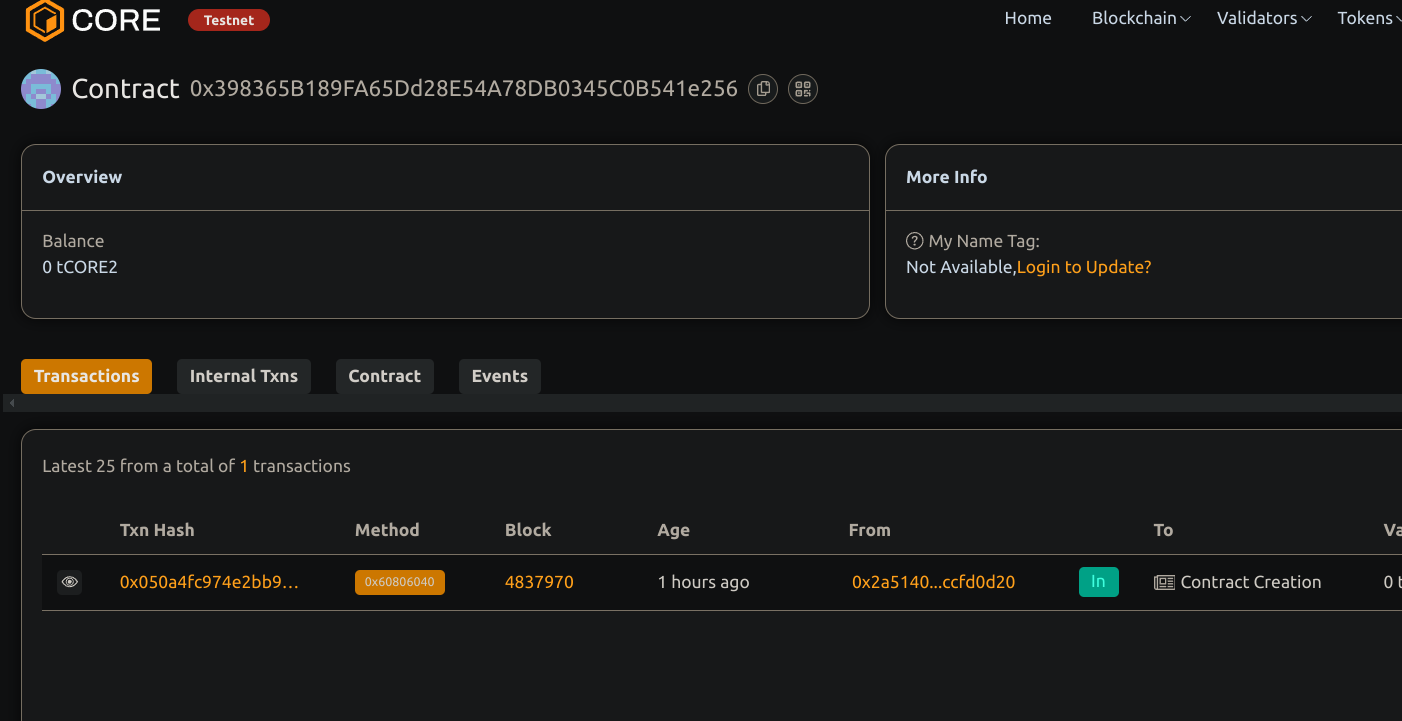 CORE Testnet Home Blockchain Validators Tokens
Contract 0x398365B189FA65Dd28E54A78DB0345C0B541e256
Overview
Balance
0 tCORE2
More Info
My Name Tag:
Not Available,Login to Update?
Transactions Internal Txns Contract Events
Latest 25 from a total of 1 transactions
Txn Hash Method Block Age From To
0x050a4fc974e2bb9... 0x60806040 4837970 1 hours ago 0x2a5140...ccfd0d20 In Contract Creation 0